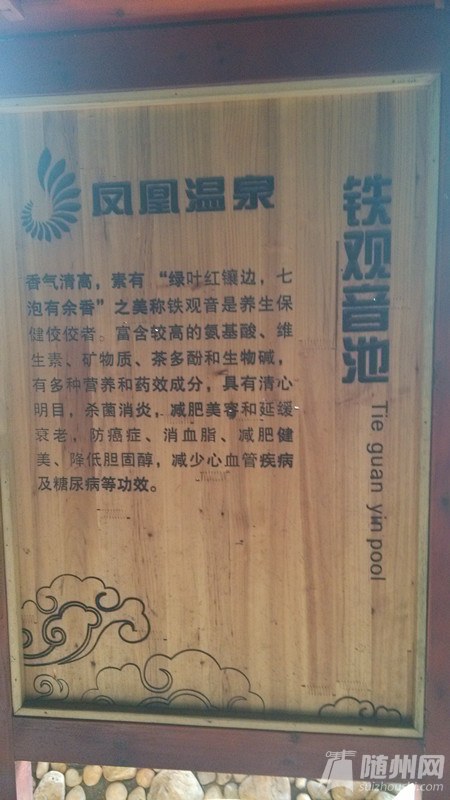 凤凰温泉
铁观音池
Tie guan yin pool
香气清高，素有“绿叶红镶边，七
泡有余香”之美称铁观音是养生保
健佼佼者。富含较高的氨基酸、维
生素、矿物质、茶多酚和生物碱，
有多种营养和药效成分，具有清心
明目，杀菌消炎，减肥美容和延缓
衰老，防癌症、消血脂、减肥健
美、降低胆固醇，减少心血管疾病
及糖尿病等功效。
随州网
suizhou.com